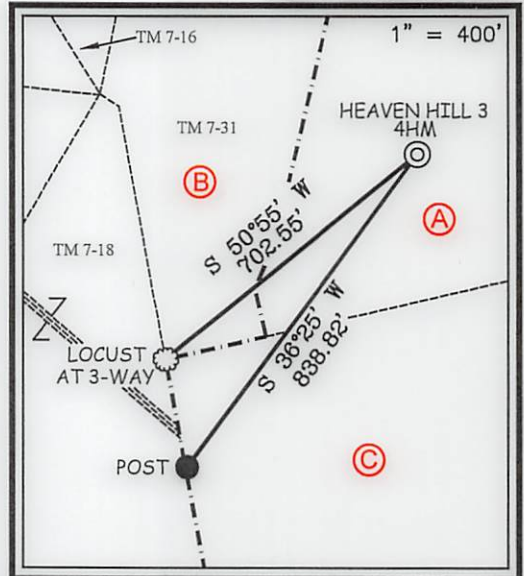 TM 7-16
1" = 400'
HEAVEN HILL 3
4HM
TM 7-31
B
A
S 50°55' W
702.55'
TM 7-18
LOCUST
AT 3-WAY
S 36°25' W
838.82'
POST
C